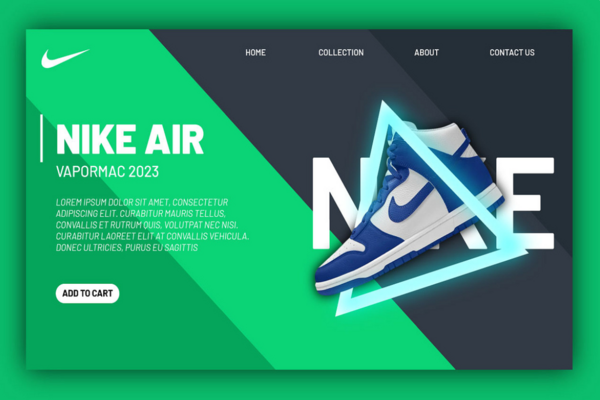 HOME COLLECTION ABOUT CONTACT US
NIKE AIR
VAPORMAC 2023
LOREM IPSUM DOLOR SIT AMET, CONSECTETUR
ADIPISCING ELIT. CURABITUR MAURIS TELLUS,
CONVALLIS ET RUTRUM QUIS, VOLUTPAT NEC NISI.
CURABITUR LAOREET ELIT AT CONVALLIS VEHICULA.
DONEC ULTRICIES, PURUS EU SAGITTIS
ADD TO CART
NIKE